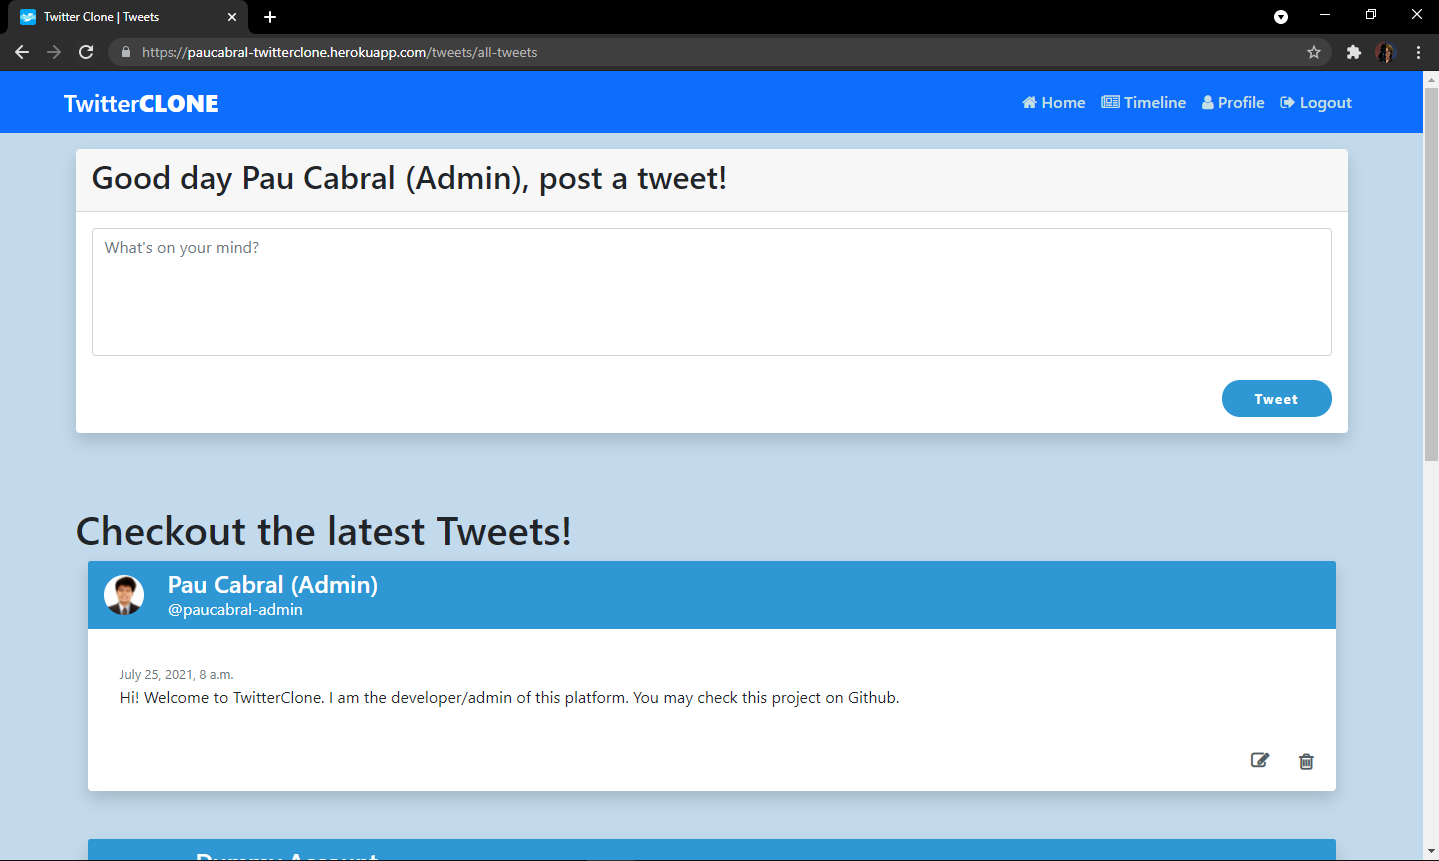 Twitter Clone | Tweets
https://paucabral-twitterclone.herokuapp.com/tweets/all-tweets
TwitterCLONE
Home Timeline Profile Logout
Good day Pau Cabral (Admin), post a tweet!
What's on your mind?
Tweet
Checkout the latest Tweets!
Pau Cabral (Admin)
@paucabral-admin
July 25, 2021, 8 a.m.
Hi! Welcome to TwitterClone. I am the developer/admin of this platform. You may check this project on Github.
Dummy Account